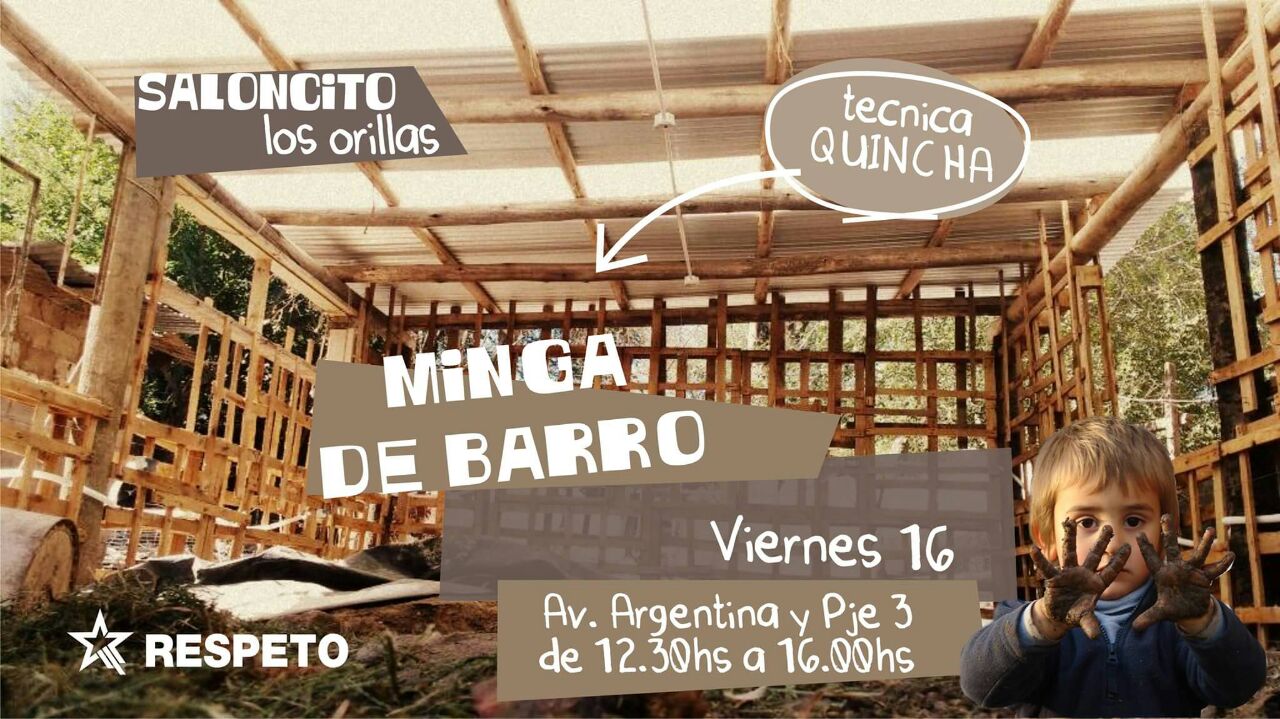 SALONCiTO
los orillas
tecnica
QUINCHA
MiNGA
DE BARRO
Viernes 16
Av. Argentina y Pje 3
de 12.30hs a 16.00hs
RESPETO